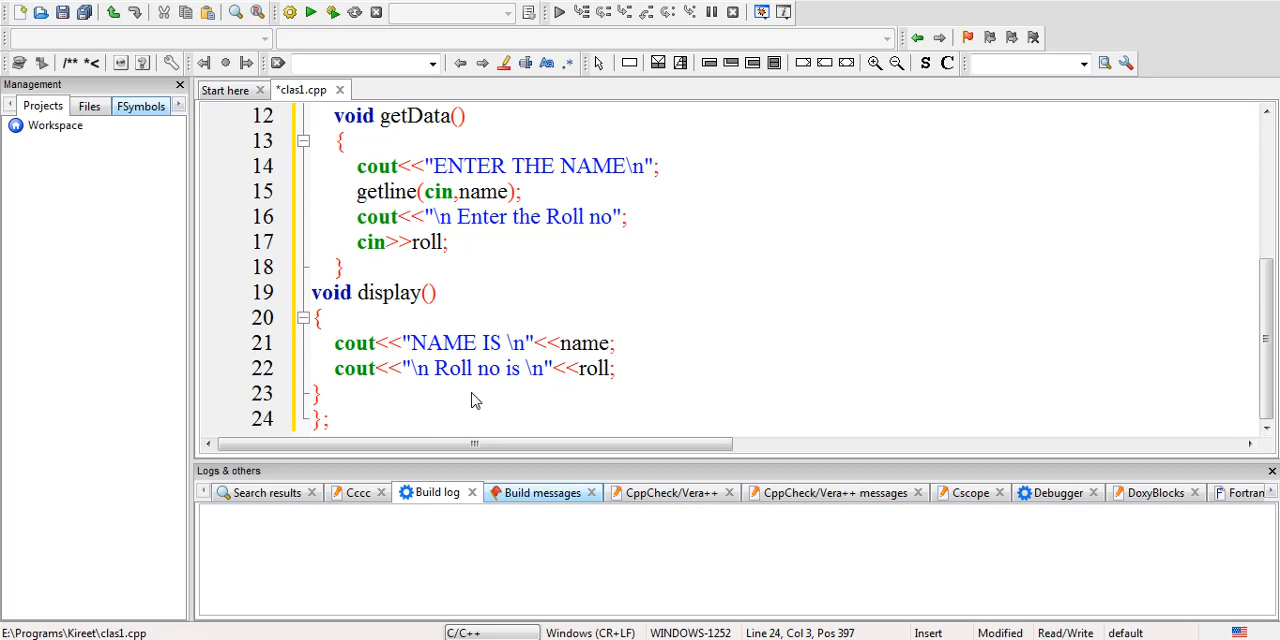 /** *<
S C
Management
Projects Files FSymbols
Workspace
Start here *clas1.cpp
12 void getData()
13 {
14 cout<<"ENTER THE NAME\n";
15 getline(cin,name);
16 cout<<"\n Enter the Roll no";
17 cin>>roll;
18 }
19 void display()
20 {
21 cout<<"NAME IS \n"<<name;
22 cout<<"\n Roll no is \n"<<roll;
23 }
24 };
Logs & others
Search results Cccc Build log Build messages CppCheck/Vera++ CppCheck/Vera++ messages Cscope Debugger DoxyBlocks Fortran
E:\Programs\Kireet\clas1.cpp C/C++ Windows (CR+LF) WINDOWS-1252 Line 24, Col 3, Pos 397 Insert Modified Read/Write default